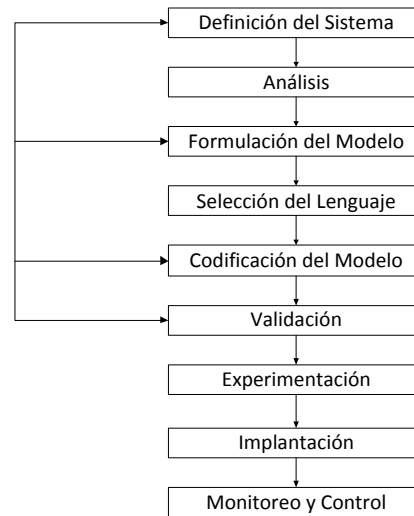 Definición del Sistema
Análisis
Formulación del Modelo
Selección del Lenguaje
Codificación del Modelo
Validación
Experimentación
Implantación
Monitoreo y Control